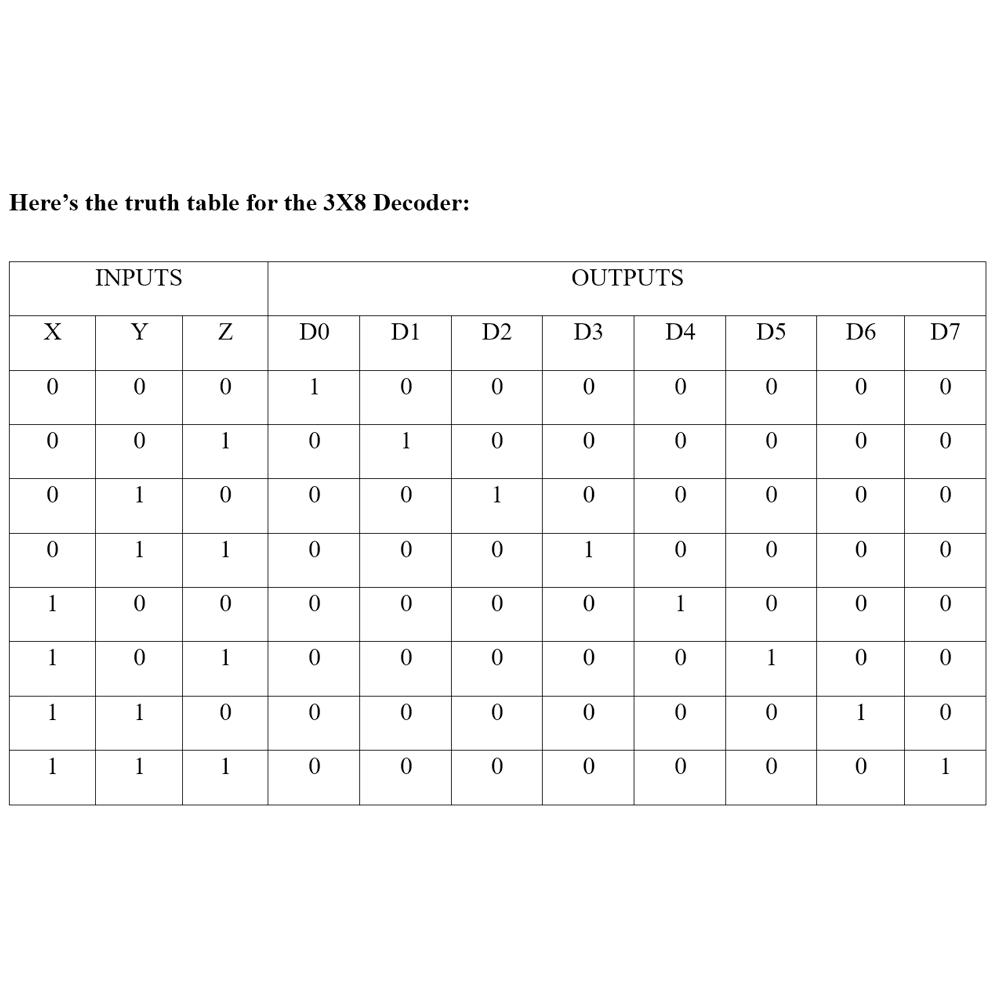 Here’s the truth table for the 3X8 Decoder:
INPUTS OUTPUTS
X Y Z D0 D1 D2 D3 D4 D5 D6 D7
0 0 0 1 0 0 0 0 0 0 0
0 0 1 0 1 0 0 0 0 0 0
0 1 0 0 0 1 0 0 0 0 0
0 1 1 0 0 0 1 0 0 0 0
1 0 0 0 0 0 0 1 0 0 0
1 0 1 0 0 0 0 0 1 0 0
1 1 0 0 0 0 0 0 0 1 0
1 1 1 0 0 0 0 0 0 0 1